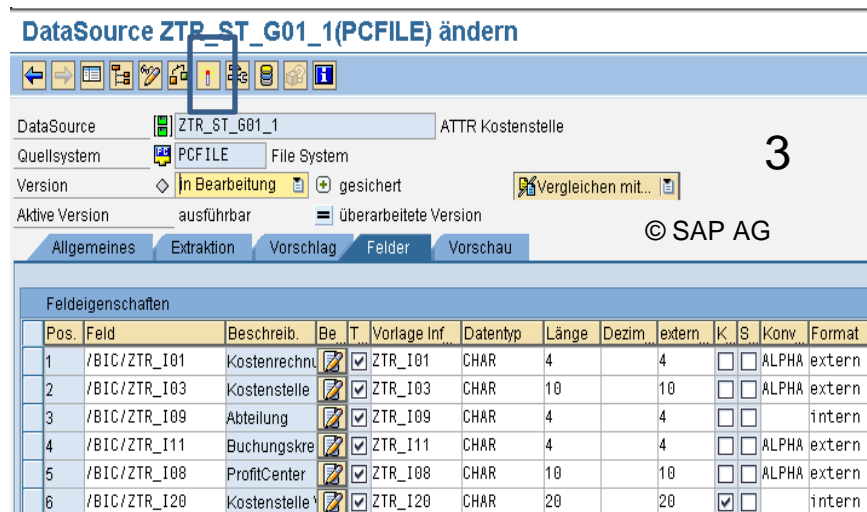 DataSource ZTR_ST_G01_1(PCFILE) ändern
DataSource ZTR_ST_G01_1 ATTR Kostenstelle
Quellsystem PCFILE File System 3
Version in Bearbeitung gesichert Vergleichen mit...
Aktive Version ausführbar = überarbeitete Version
© SAP AG
Allgemeines Extraktion Vorschlag Felder Vorschau
Feldeigenschaften
Pos. Feld Beschreib. Be... T... Vorlage Inf... Datentyp Länge Dezim... extern... K... S... Konv... Format
1 /BIC/ZTR_I01 Kostenrechnu ZTR_I01 CHAR 4 4 ALPHA extern
2 /BIC/ZTR_I03 Kostenstelle ZTR_I03 CHAR 10 10 ALPHA extern
3 /BIC/ZTR_I09 Abteilung ZTR_I09 CHAR 4 4 intern
4 /BIC/ZTR_I11 Buchungskre ZTR_I11 CHAR 4 4 ALPHA extern
5 /BIC/ZTR_I08 ProfitCenter ZTR_I08 CHAR 10 10 ALPHA extern
6 /BIC/ZTR_I20 Kostenstelle V ZTR_I20 CHAR 20 20 intern